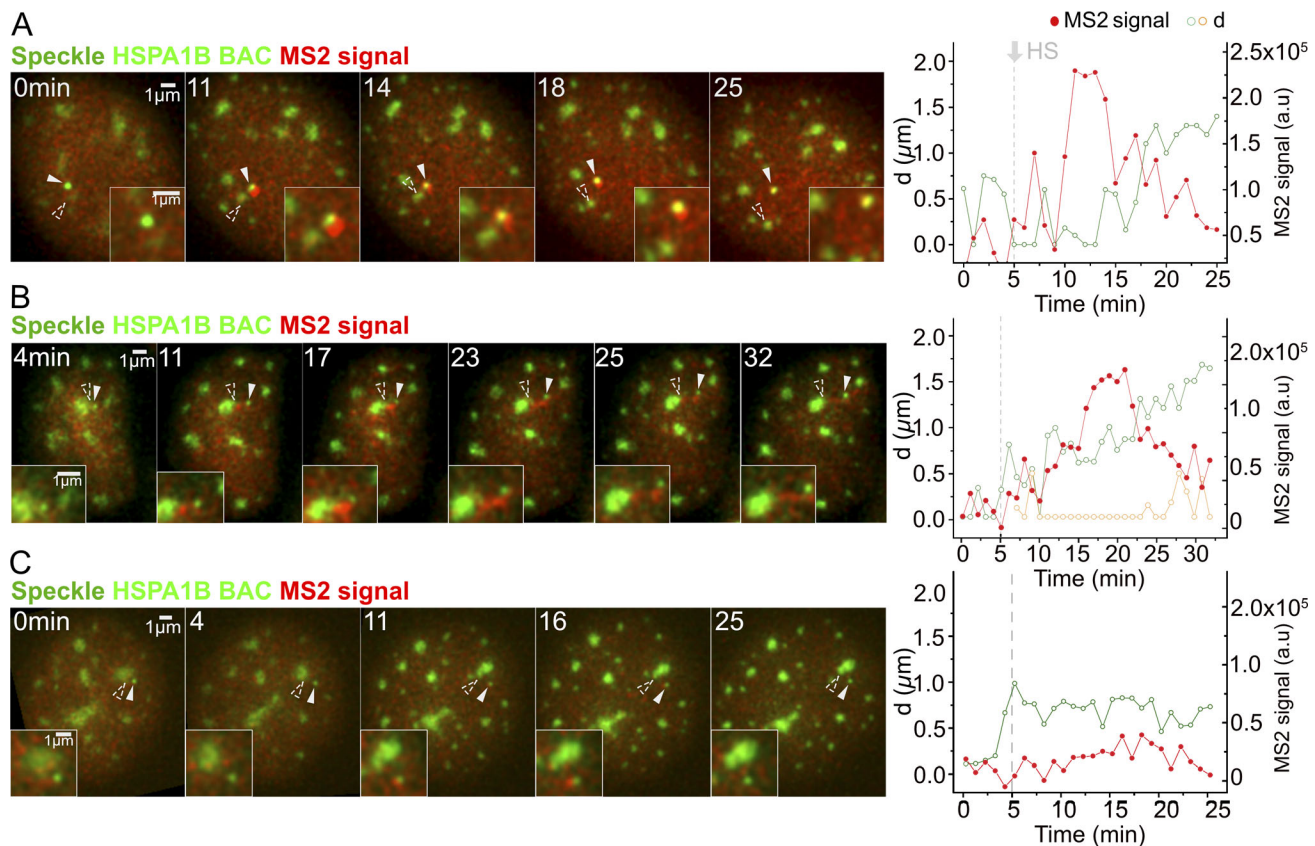 A
Speckle HSPA1B BAC MS2 signal
0min 1μm 11 14 18 25
1μm
MS2 signal d
HS
d (μm)
2.0
1.5
1.0
0.5
0.0
2.5x10⁵
2.0
1.5
1.0
0.5
MS2 signal (a.u)
0 5 10 15 20 25
Time (min)
B
Speckle HSPA1B BAC MS2 signal
4min 1μm 11 17 23 25 32
1μm
d (μm)
2.0
1.5
1.0
0.5
0.0
2.0x10⁵
1.0
0.5
0
MS2 signal (a.u)
0 5 10 15 20 25 30
Time (min)
C
Speckle HSPA1B BAC MS2 signal
0min 1μm 4 11 16 25
1μm
d (μm)
2.0
1.5
1.0
0.5
0.0
2.0x10⁵
1.0
0.5
0
MS2 signal (a.u)
0 5 10 15 20 25
Time (min)